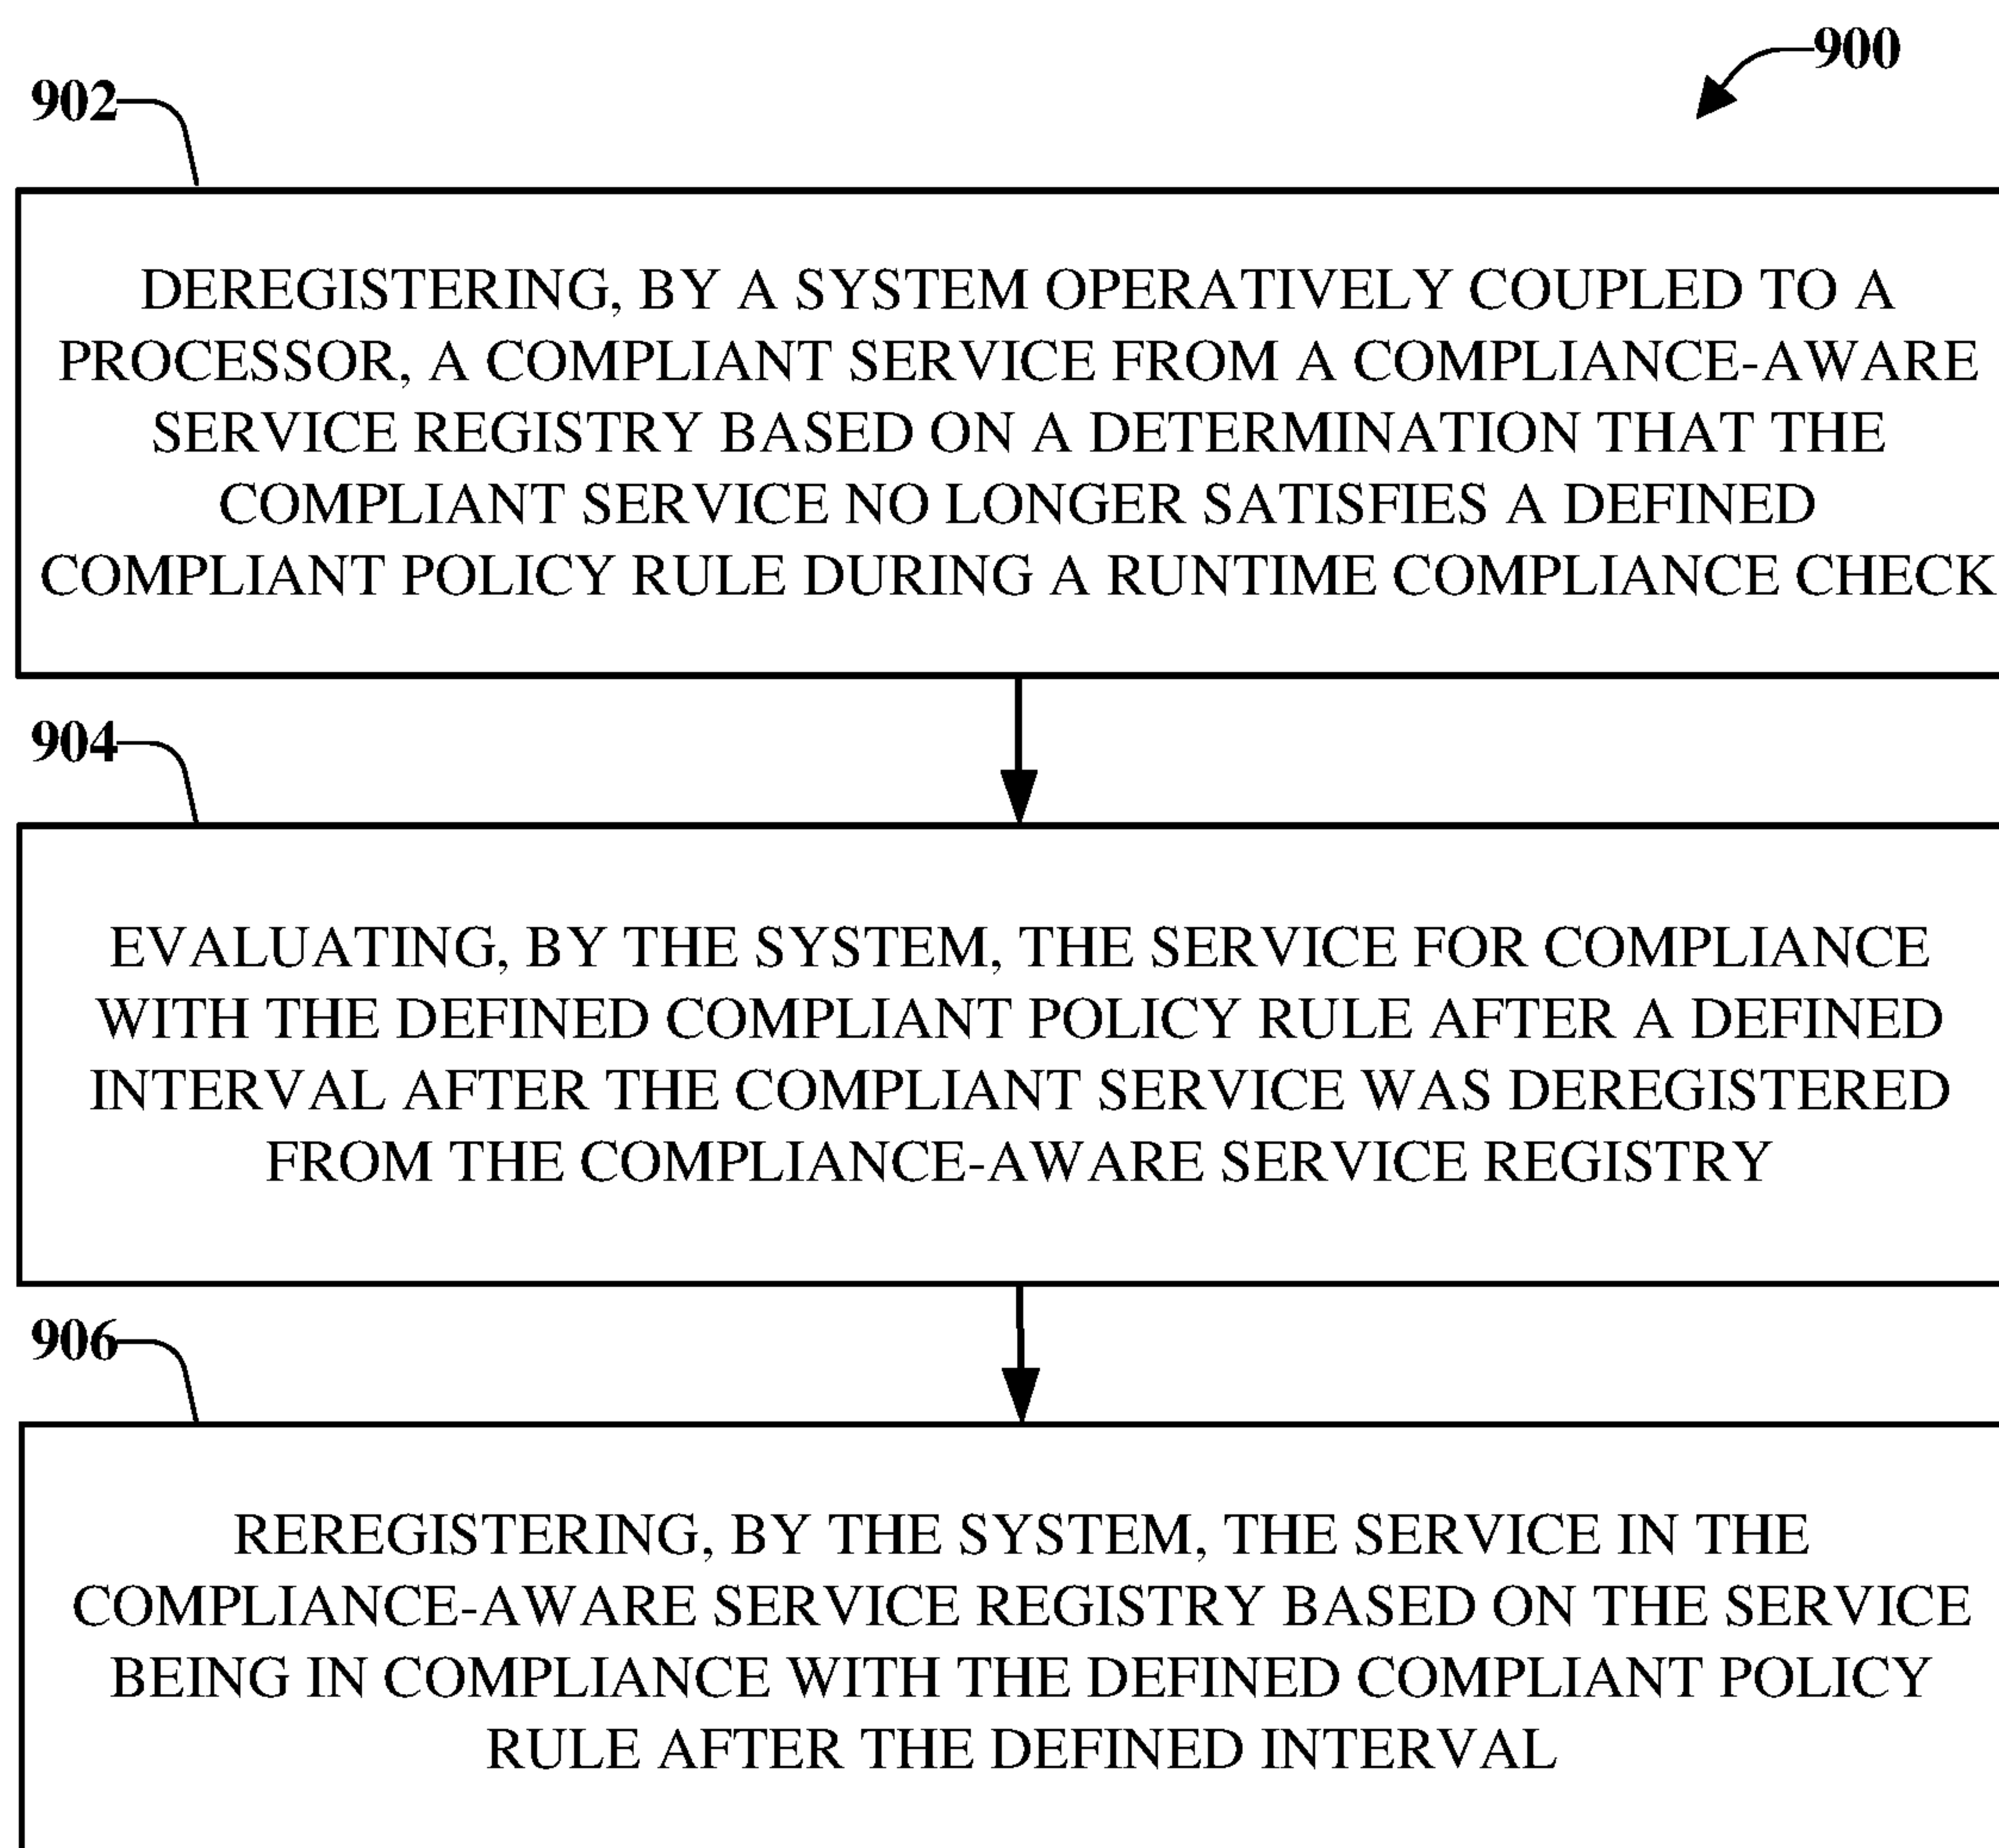 900
902
DEREGISTERING, BY A SYSTEM OPERATIVELY COUPLED TO A
PROCESSOR, A COMPLIANT SERVICE FROM A COMPLIANCE-AWARE
SERVICE REGISTRY BASED ON A DETERMINATION THAT THE
COMPLIANT SERVICE NO LONGER SATISFIES A DEFINED
COMPLIANT POLICY RULE DURING A RUNTIME COMPLIANCE CHECK
904
EVALUATING, BY THE SYSTEM, THE SERVICE FOR COMPLIANCE
WITH THE DEFINED COMPLIANT POLICY RULE AFTER A DEFINED
INTERVAL AFTER THE COMPLIANT SERVICE WAS DEREGISTERED
FROM THE COMPLIANCE-AWARE SERVICE REGISTRY
906
REREGISTERING, BY THE SYSTEM, THE SERVICE IN THE
COMPLIANCE-AWARE SERVICE REGISTRY BASED ON THE SERVICE
BEING IN COMPLIANCE WITH THE DEFINED COMPLIANT POLICY
RULE AFTER THE DEFINED INTERVAL